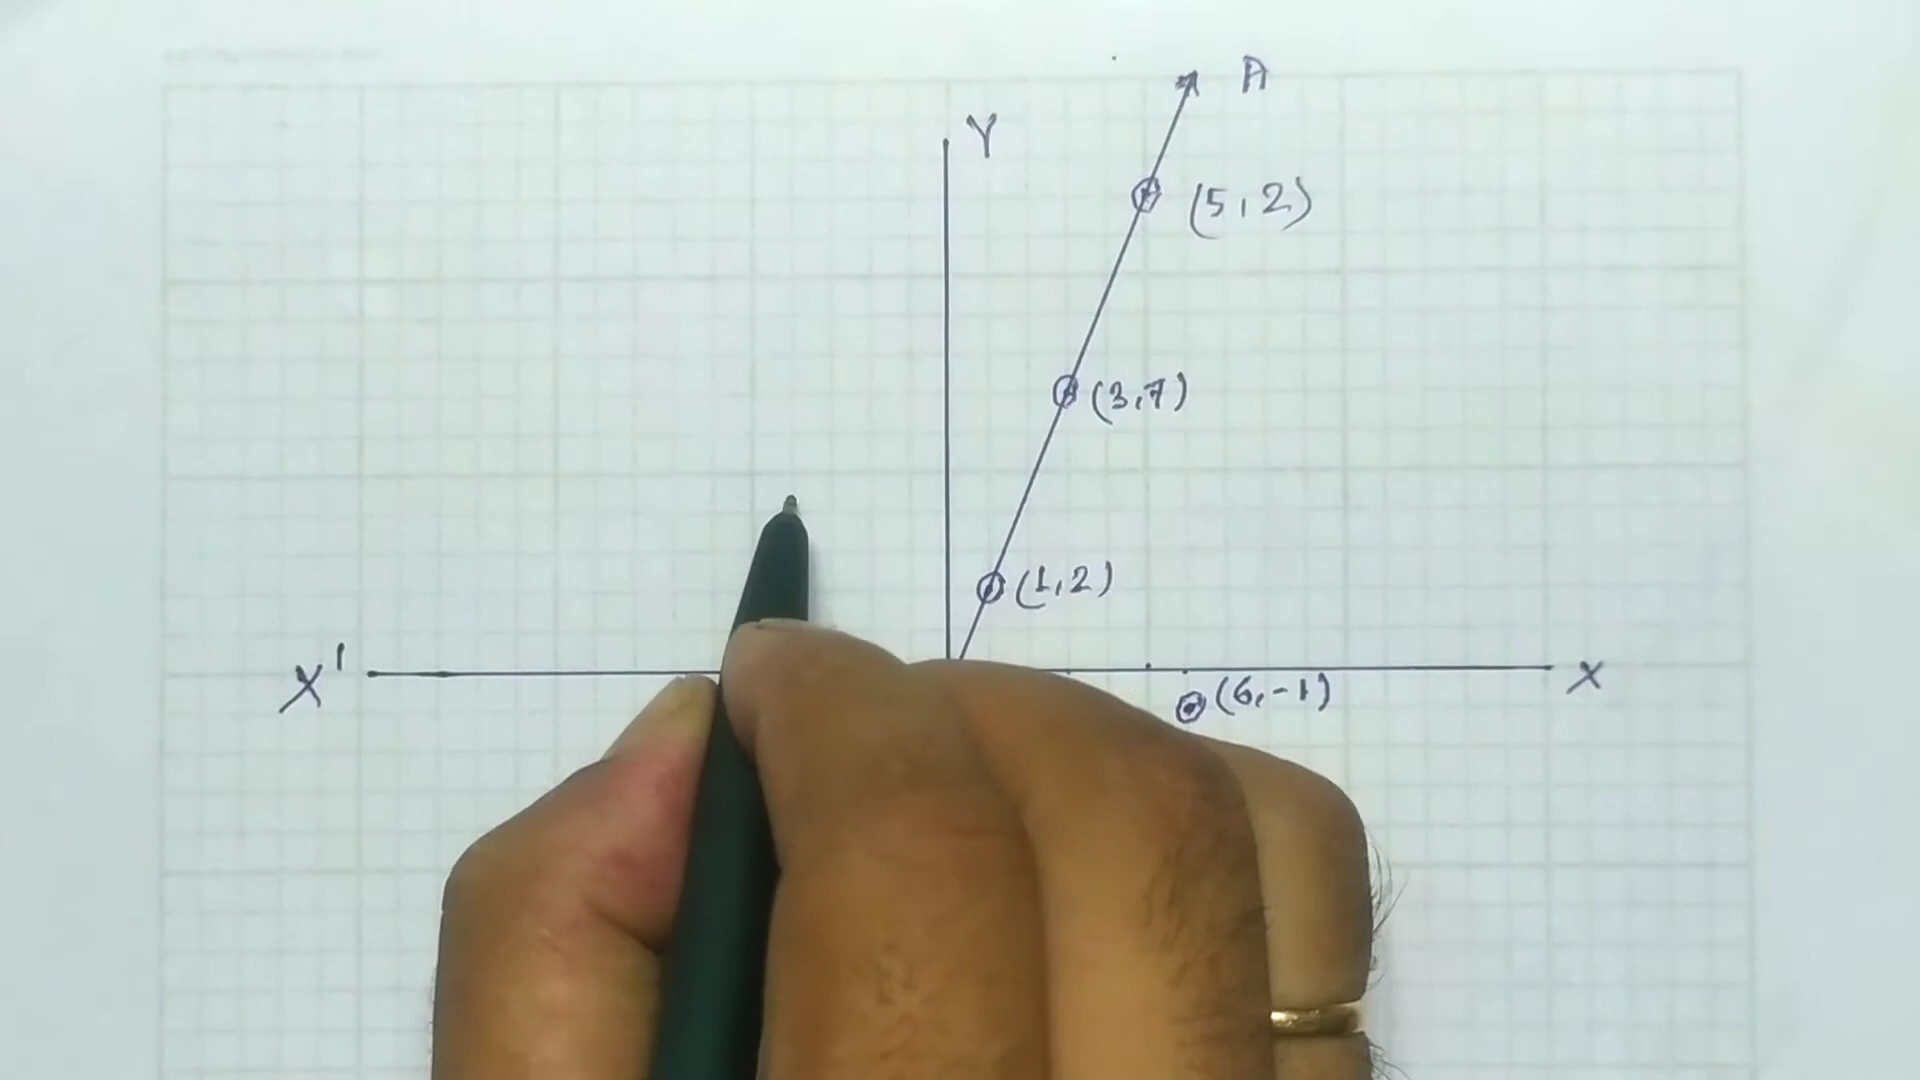 A
Y
(5,2)
(3,7)
(1,2)
X'
X
(6,-1)